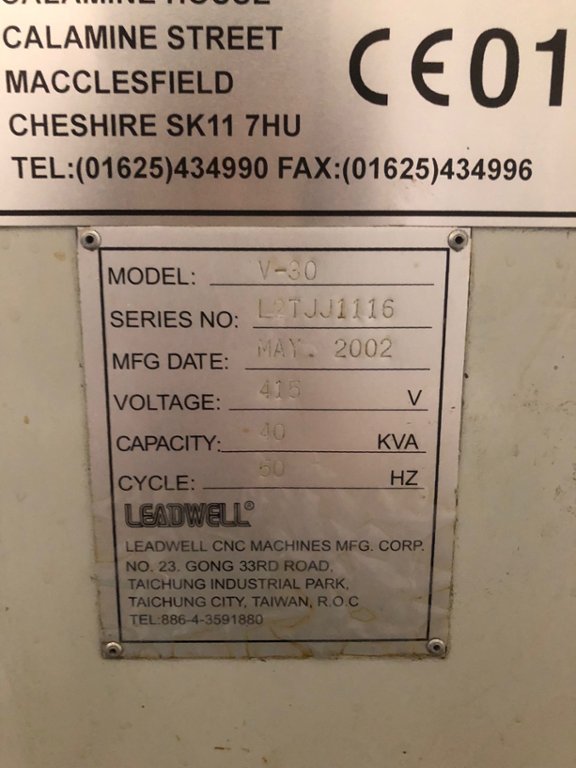 CALAMINE HOUSE
CALAMINE STREET
MACCLESFIELD
CHESHIRE SK11 7HU
TEL:(01625)434990 FAX:(01625)434996
CE01
MODEL: V-30
SERIES NO: L2TJJ1116
MFG DATE: MAY. 2002
VOLTAGE: 415 V
CAPACITY: 40 KVA
CYCLE: 50 HZ
LEADWELL®
LEADWELL CNC MACHINES MFG. CORP.
NO. 23. GONG 33RD ROAD,
TAICHUNG INDUSTRIAL PARK,
TAICHUNG CITY, TAIWAN, R.O.C
TEL:886-4-3591880